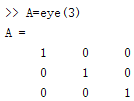 >> A=eye(3)
A =
1 0 0
0 1 0
0 0 1